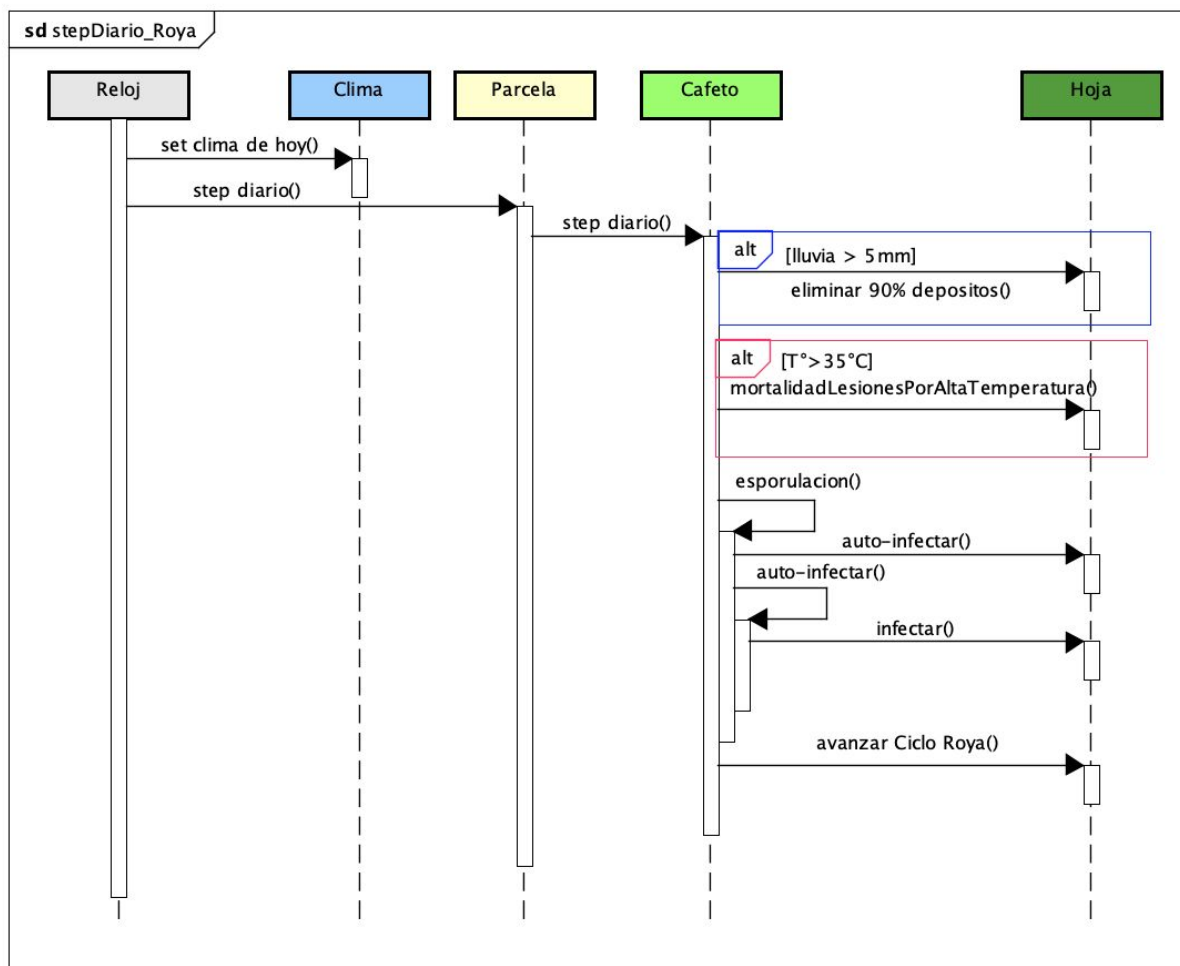 sd stepDiario_Roya
Reloj
Clima
Parcela
Cafeto
Hoja
set clima de hoy()
step diario()
step diario()
alt
[lluvia > 5mm]
eliminar 90% depositos()
alt
[T°>35°C]
mortalidadLesionesPorAltaTemperatura()
esporulacion()
auto-infectar()
auto-infectar()
infectar()
avanzar Ciclo Roya()